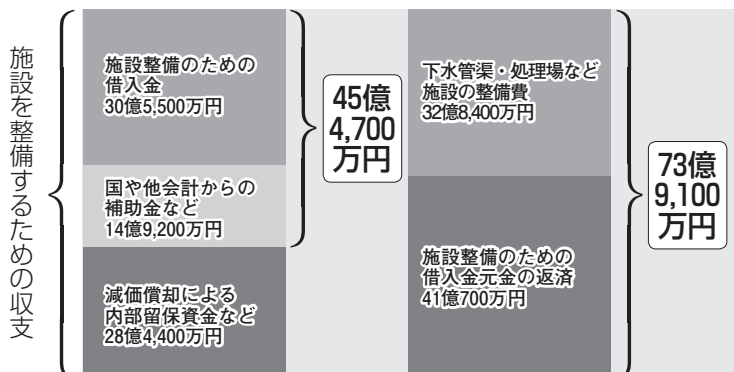 施設を整備するための収支
施設整備のための
借入金
30億5,500万円
国や他会計からの
補助金など
14億9,200万円
減価償却による
内部留保資金など
28億4,400万円
45億
4,700
万円
下水管渠・処理場など
施設の整備費
32億8,400万円
施設整備のための
借入金元金の返済
41億700万円
73億
9,100
万円